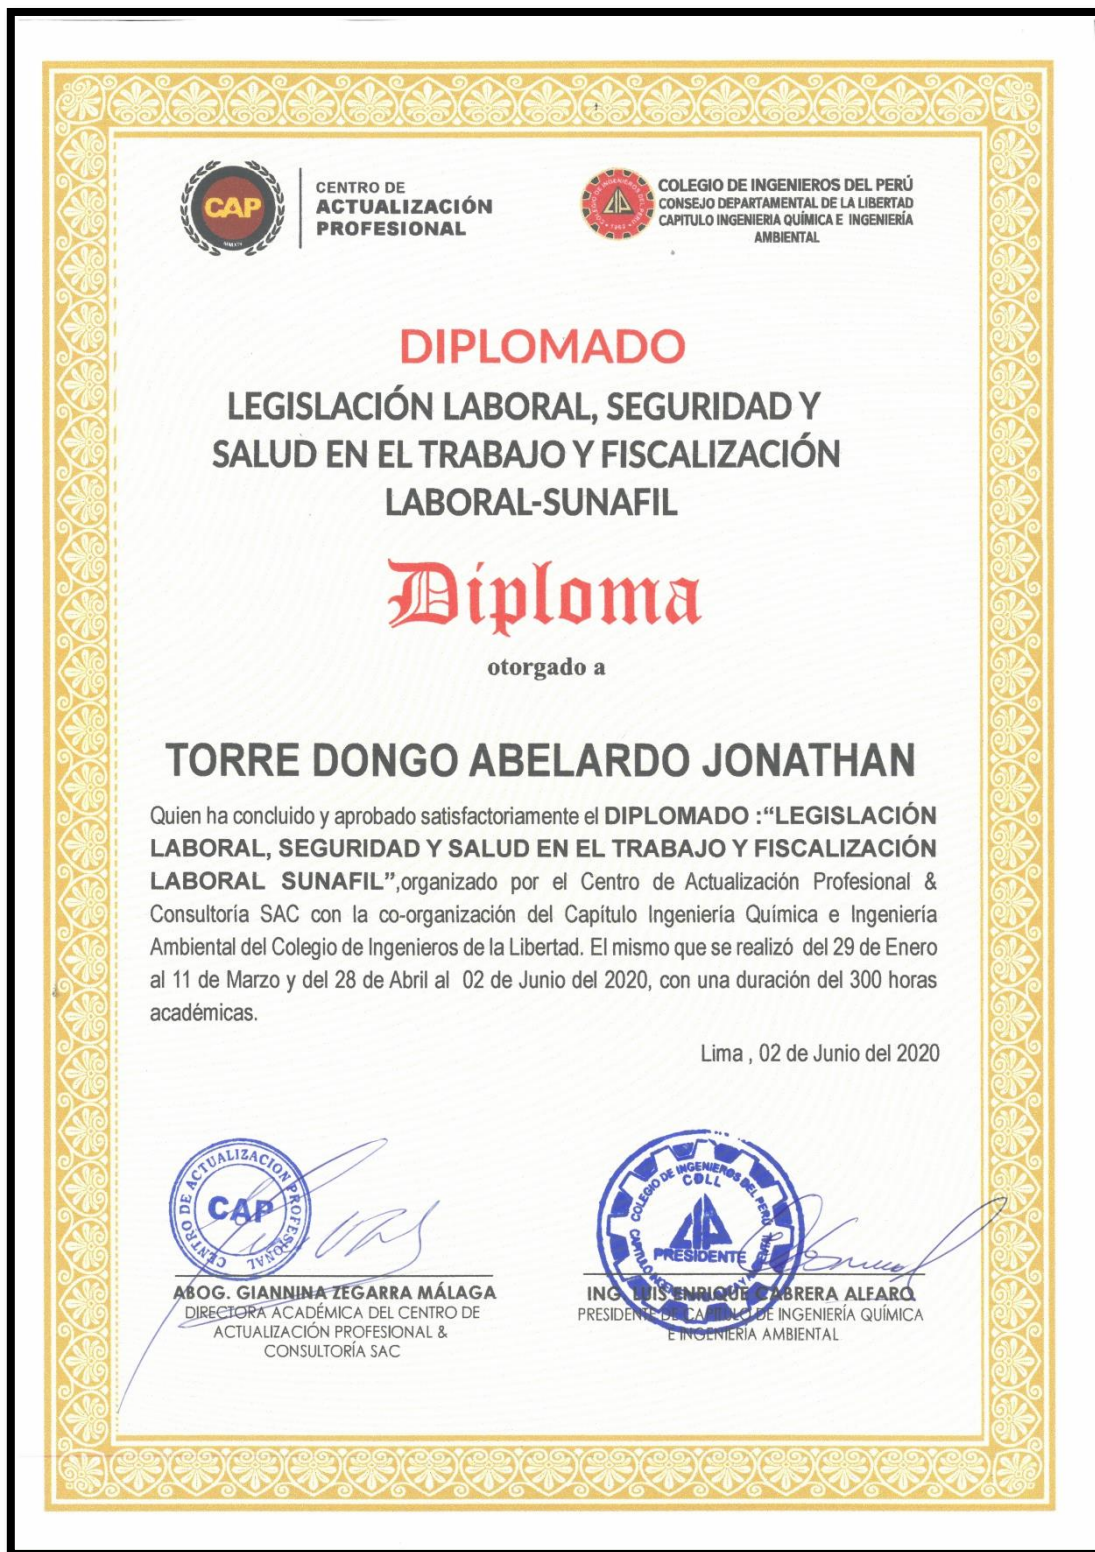 CAP
CENTRO DE
ACTUALIZACIÓN
PROFESIONAL
COLEGIO DE INGENIEROS DEL PERÚ
CONSEJO DEPARTAMENTAL DE LA LIBERTAD
CAPITULO INGENIERIA QUÍMICA E INGENIERÍA
AMBIENTAL
DIPLOMADO
LEGISLACIÓN LABORAL, SEGURIDAD Y
SALUD EN EL TRABAJO Y FISCALIZACIÓN
LABORAL-SUNAFIL
Diploma
otorgado a
TORRE DONGO ABELARDO JONATHAN
Quien ha concluido y aprobado satisfactoriamente el DIPLOMADO :“LEGISLACIÓN
LABORAL, SEGURIDAD Y SALUD EN EL TRABAJO Y FISCALIZACIÓN
LABORAL SUNAFIL”,organizado por el Centro de Actualización Profesional &
Consultoría SAC con la co-organización del Capítulo Ingeniería Química e Ingeniería
Ambiental del Colegio de Ingenieros de la Libertad. El mismo que se realizó del 29 de Enero
al 11 de Marzo y del 28 de Abril al 02 de Junio del 2020, con una duración del 300 horas
académicas.
Lima , 02 de Junio del 2020
CENTRO DE ACTUALIZACION PROFESIONAL
CAP
COLEGIO DE INGENIEROS DEL PERÚ
CDLL
PRESIDENTE
ABOG. GIANNINA ZEGARRA MÁLAGA
DIRECTORA ACADÉMICA DEL CENTRO DE
ACTUALIZACIÓN PROFESIONAL &
CONSULTORÍA SAC
ING. LUIS ENRIQUE CABRERA ALFARO
PRESIDENTE DE CAPITULO DE INGENIERÍA QUÍMICA
E INGENIERÍA AMBIENTAL